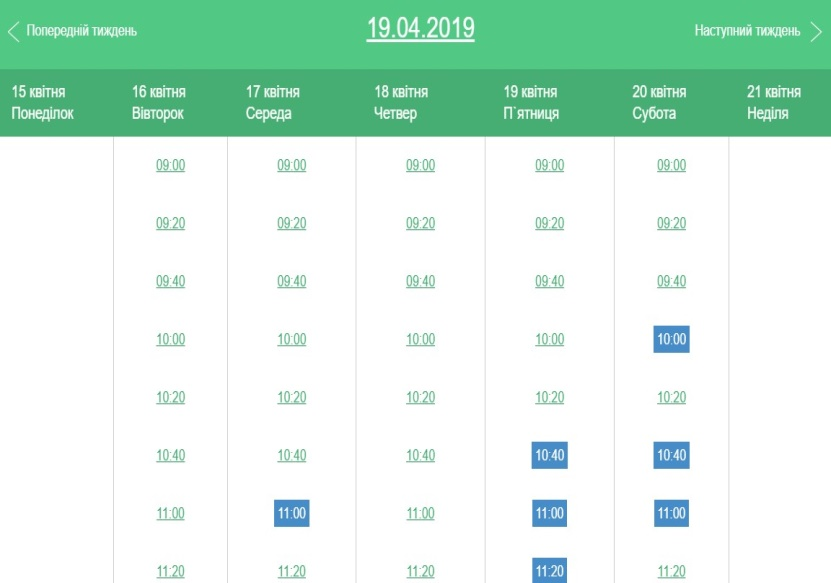 Попередній тиждень 19.04.2019 Наступний тиждень
15 квітня 16 квітня 17 квітня 18 квітня 19 квітня 20 квітня 21 квітня
Понеділок Вівторок Середа Четвер П`ятниця Субота Неділя
09:00 09:00 09:00 09:00 09:00
09:20 09:20 09:20 09:20 09:20
09:40 09:40 09:40 09:40 09:40
10:00 10:00 10:00 10:00 10:00
10:20 10:20 10:20 10:20 10:20
10:40 10:40 10:40 10:40 10:40
11:00 11:00 11:00 11:00 11:00
11:20 11:20 11:20 11:20 11:20